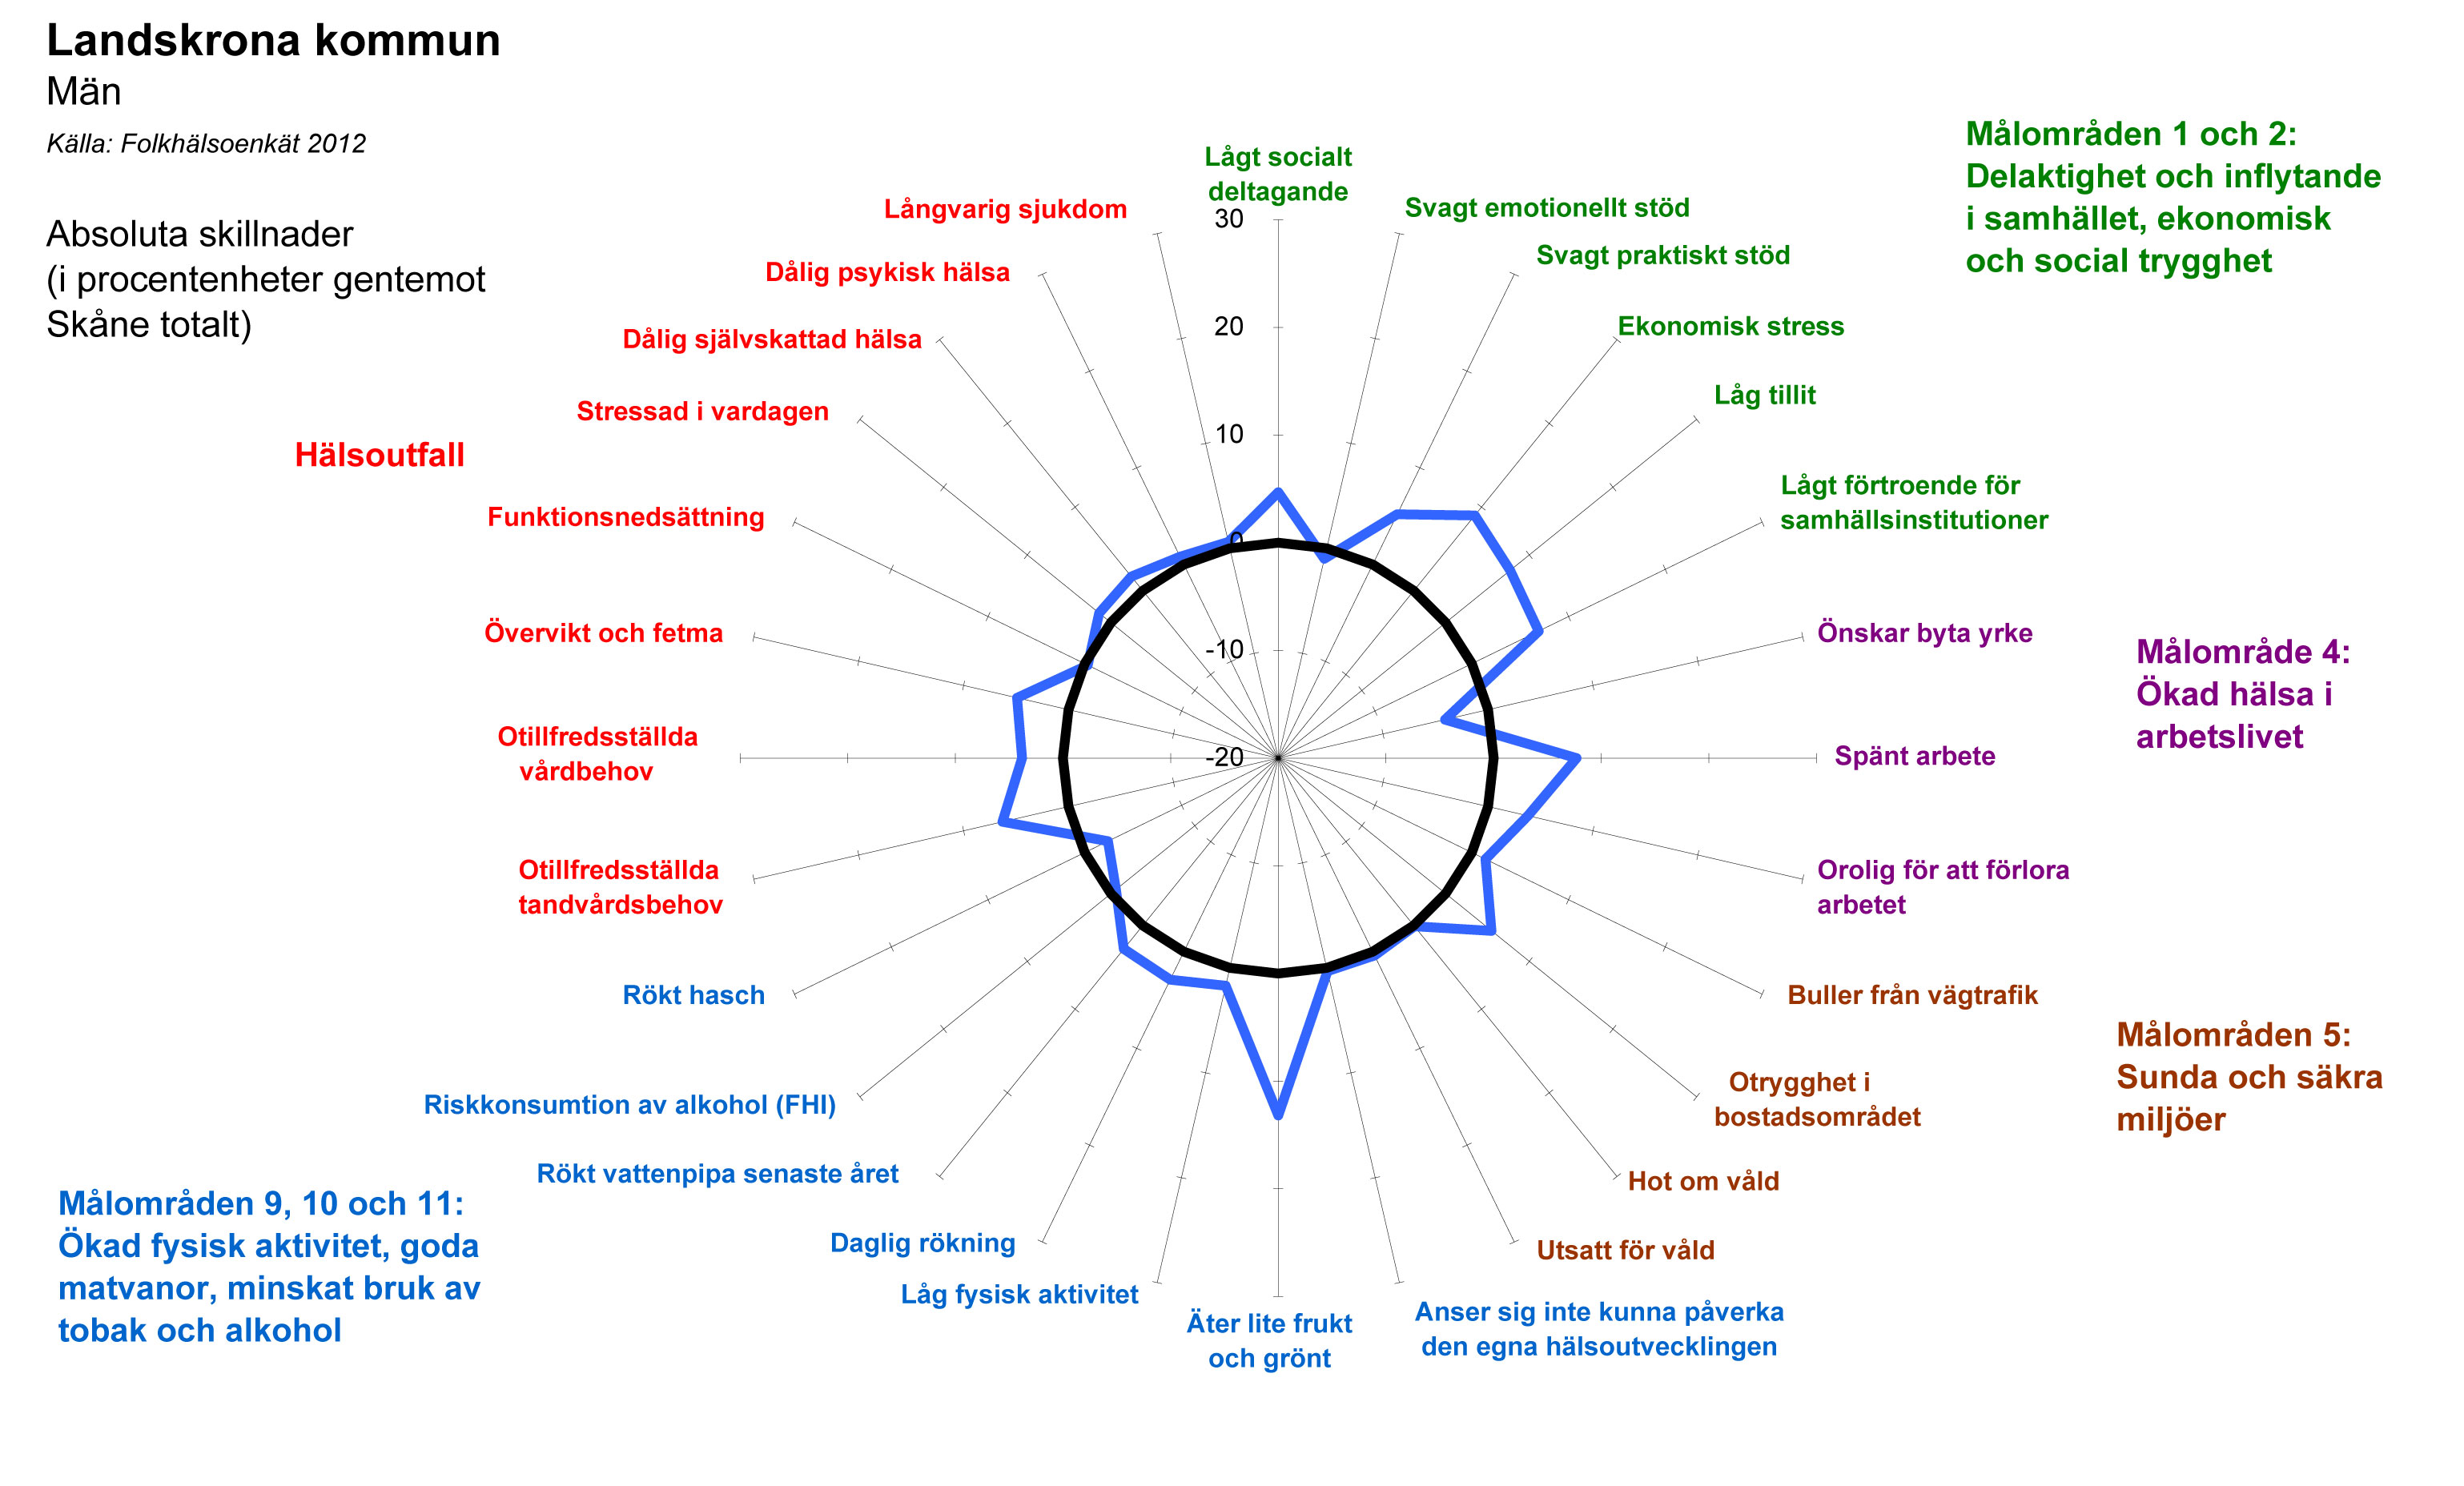 Landskrona kommun
Män
Källa: Folkhälsoenkät 2012
Absoluta skillnader
(i procentenheter gentemot
Skåne totalt)
Lågt socialt
deltagande
Svagt emotionellt stöd
Svagt praktiskt stöd
Ekonomisk stress
Låg tillit
Lågt förtroende för
samhällsinstitutioner
Målområden 1 och 2:
Delaktighet och inflytande
i samhället, ekonomisk
och social trygghet
Önskar byta yrke
Spänt arbete
Orolig för att förlora
arbetet
Målområde 4:
Ökad hälsa i
arbetslivet
Buller från vägtrafik
Otrygghet i
bostadsområdet
Hot om våld
Utsatt för våld
Målområden 5:
Sunda och säkra
miljöer
Anser sig inte kunna påverka
den egna hälsoutvecklingen
Äter lite frukt
och grönt
Låg fysisk aktivitet
Daglig rökning
Rökt vattenpipa senaste året
Riskkonsumtion av alkohol (FHI)
Rökt hasch
Målområden 9, 10 och 11:
Ökad fysisk aktivitet, goda
matvanor, minskat bruk av
tobak och alkohol
Otillfredsställda
tandvårdsbehov
Otillfredsställda
vårdbehov
Övervikt och fetma
Funktionsnedsättning
Stressad i vardagen
Dålig självskattad hälsa
Dålig psykisk hälsa
Långvarig sjukdom
Hälsoutfall
30
20
10
0
-10
-20